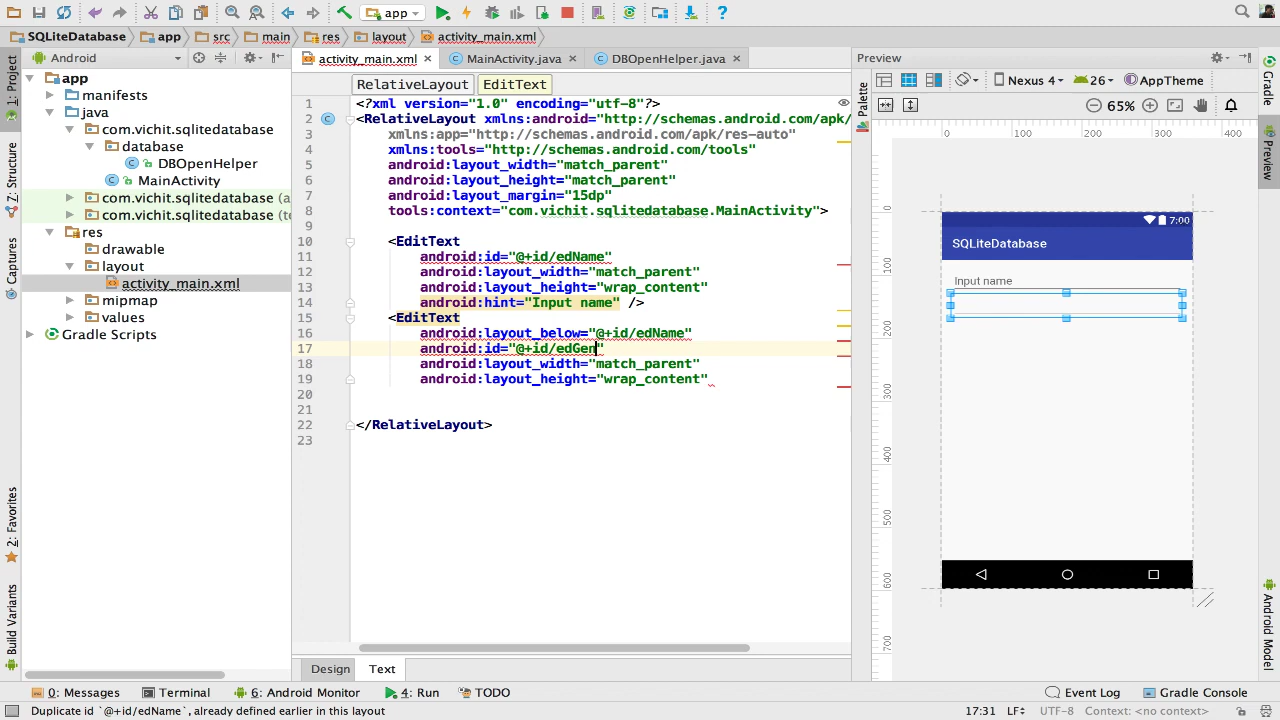 app
SQLiteDatabase app src main res layout activity_main.xml
Android
activity_main.xml MainActivity.java DBOpenHelper.java
Preview
1: Project
Z: Structure
Captures
2: Favorites
Build Variants
app
manifests
java
com.vichit.sqlitedatabase
database
DBOpenHelper
MainActivity
com.vichit.sqlitedatabase (a
com.vichit.sqlitedatabase (te
res
drawable
layout
activity_main.xml
mipmap
values
Gradle Scripts
RelativeLayout EditText
1 <?xml version="1.0" encoding="utf-8"?>
2 <RelativeLayout xmlns:android="http://schemas.android.com/apk/
3 xmlns:app="http://schemas.android.com/apk/res-auto"
4 xmlns:tools="http://schemas.android.com/tools"
5 android:layout_width="match_parent"
6 android:layout_height="match_parent"
7 android:layout_margin="15dp"
8 tools:context="com.vichit.sqlitedatabase.MainActivity">
9
10 <EditText
11 android:id="@+id/edName"
12 android:layout_width="match_parent"
13 android:layout_height="wrap_content"
14 android:hint="Input name" />
15 <EditText
16 android:layout_below="@+id/edName"
17 android:id="@+id/edGen"
18 android:layout_width="match_parent"
19 android:layout_height="wrap_content"
20
21
22 </RelativeLayout>
23
Design Text
Palette
Nexus 4 26 AppTheme
65%
0 100 200 300 400
0
100
200
300
400
500
600
700
7:00
SQLiteDatabase
Input name
Gradle
Preview
Android Model
0: Messages Terminal 6: Android Monitor 4: Run TODO Event Log Gradle Console
Duplicate id `@+id/edName`, already defined earlier in this layout 17:31 LF UTF-8 Context: <no context>